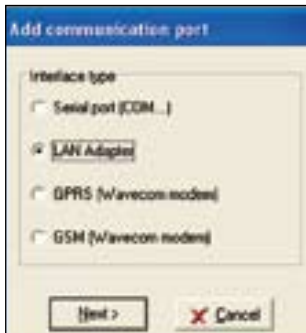 Add communication port
Interface type
Serial port (COM...)
LAN Adapter
GPRS (Wavecom modem)
GSM (Wavecom modem)
Next >
Cancel